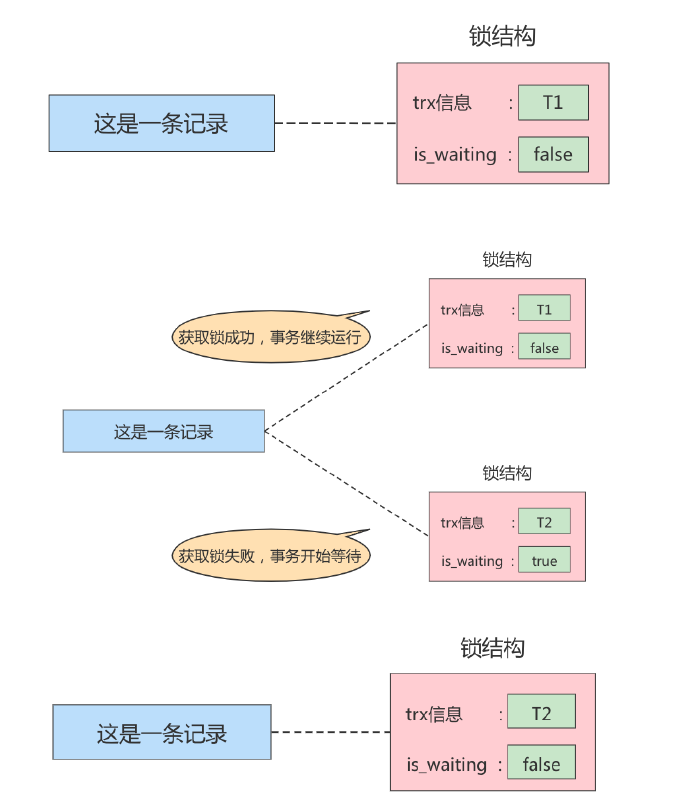 锁结构
这是一条记录
trx信息 : T1
is_waiting : false
锁结构
获取锁成功，事务继续运行
trx信息 : T1
is_waiting : false
这是一条记录
锁结构
获取锁失败，事务开始等待
trx信息 : T2
is_waiting : true
锁结构
这是一条记录
trx信息 : T2
is_waiting : false